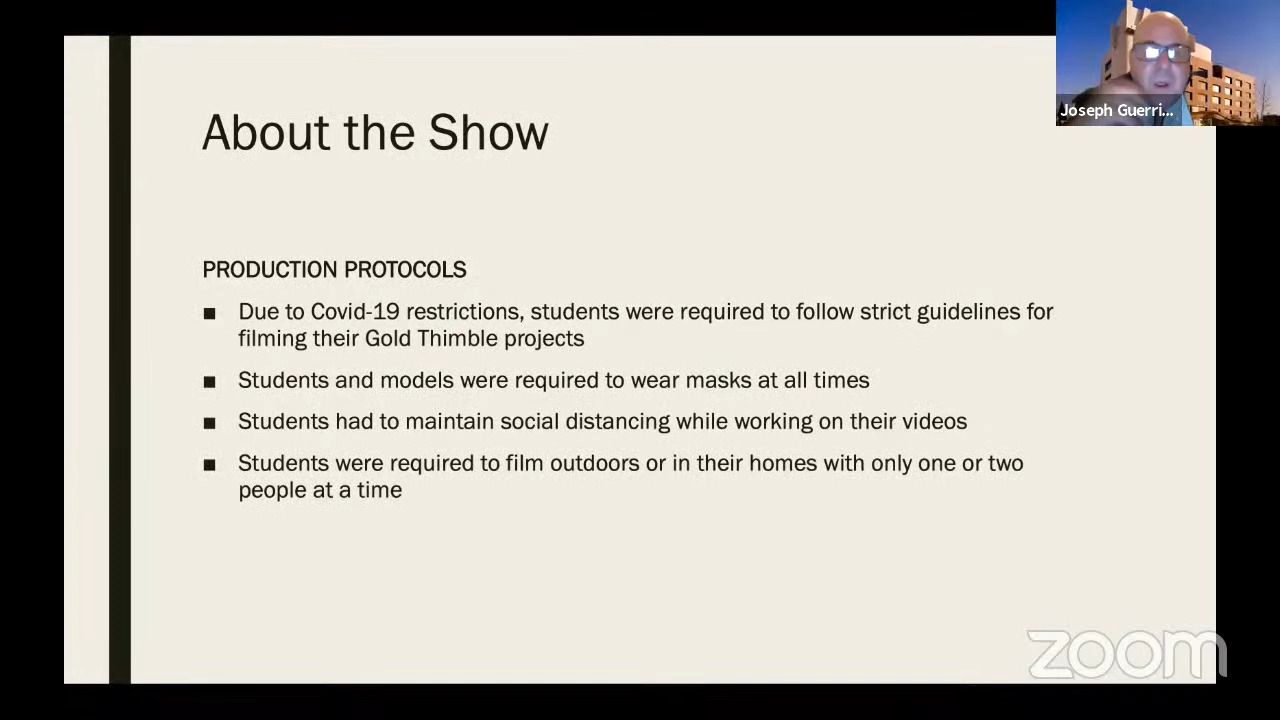 Joseph Guerri...
About the Show
PRODUCTION PROTOCOLS
■ Due to Covid-19 restrictions, students were required to follow strict guidelines for
filming their Gold Thimble projects
■ Students and models were required to wear masks at all times
■ Students had to maintain social distancing while working on their videos
■ Students were required to film outdoors or in their homes with only one or two
people at a time
zoom